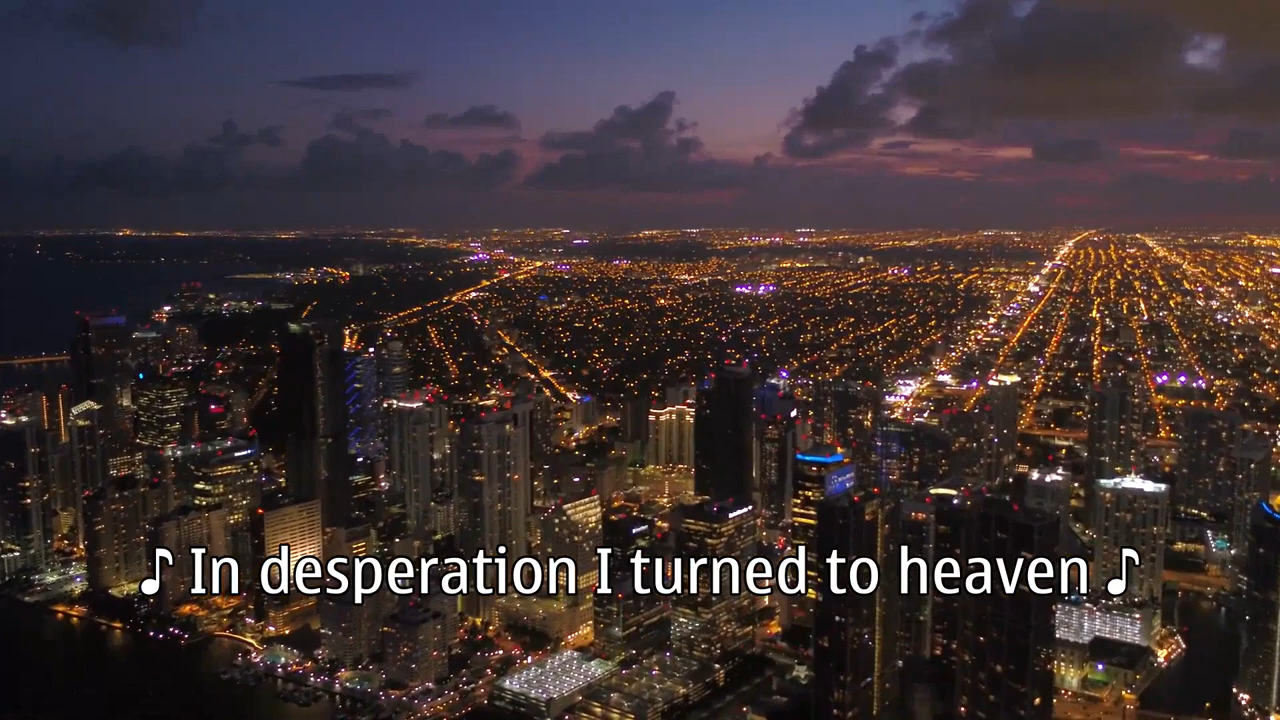 ♪ In desperation I turned to heaven ♪